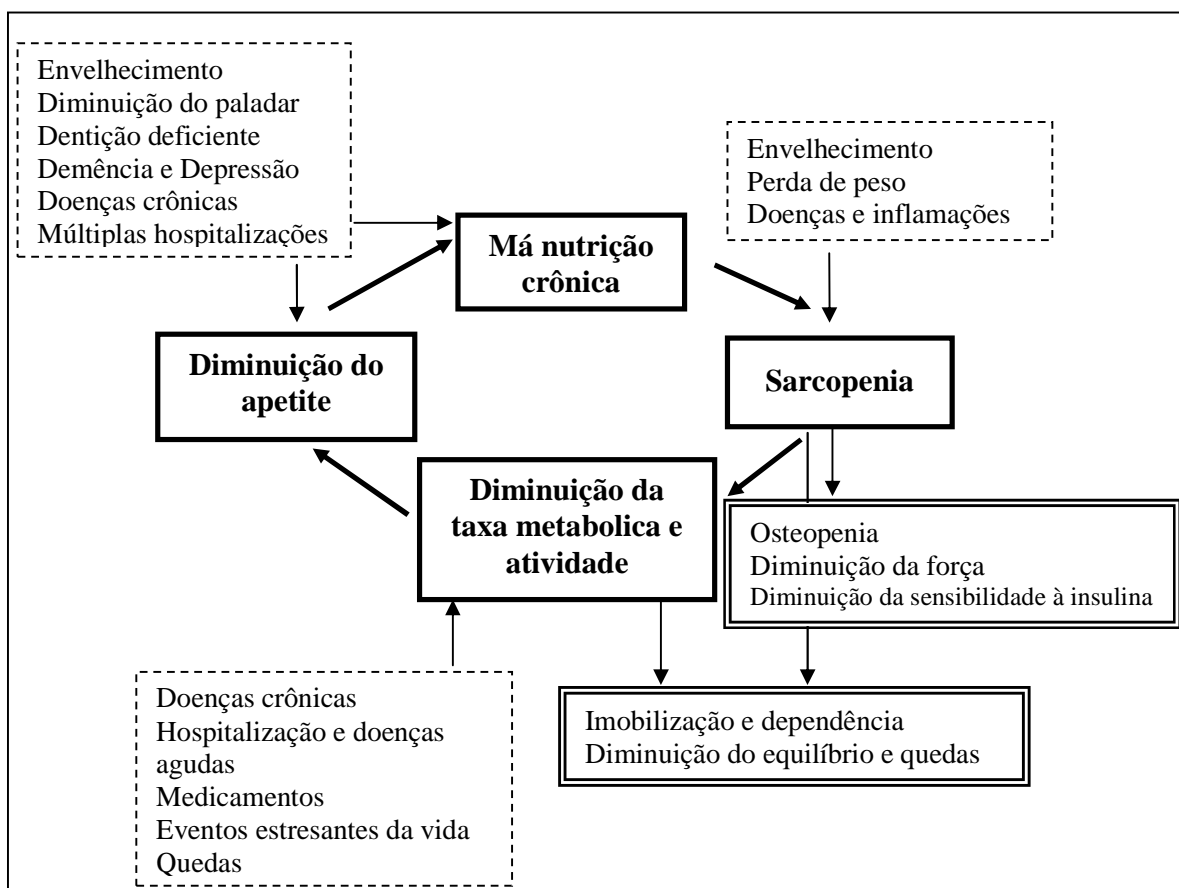 Envelhecimento
Diminuição do paladar
Dentição deficiente
Demência e Depressão
Doenças crônicas
Múltiplas hospitalizações
Envelhecimento
Perda de peso
Doenças e inflamações
Má nutrição
crônica
Diminuição do
apetite
Sarcopenia
Diminuição da
taxa metabolica e
atividade
Osteopenia
Diminuição da força
Diminuição da sensibilidade à insulina
Doenças crônicas
Hospitalização e doenças
agudas
Medicamentos
Eventos estresantes da vida
Quedas
Imobilização e dependência
Diminuição do equilíbrio e quedas